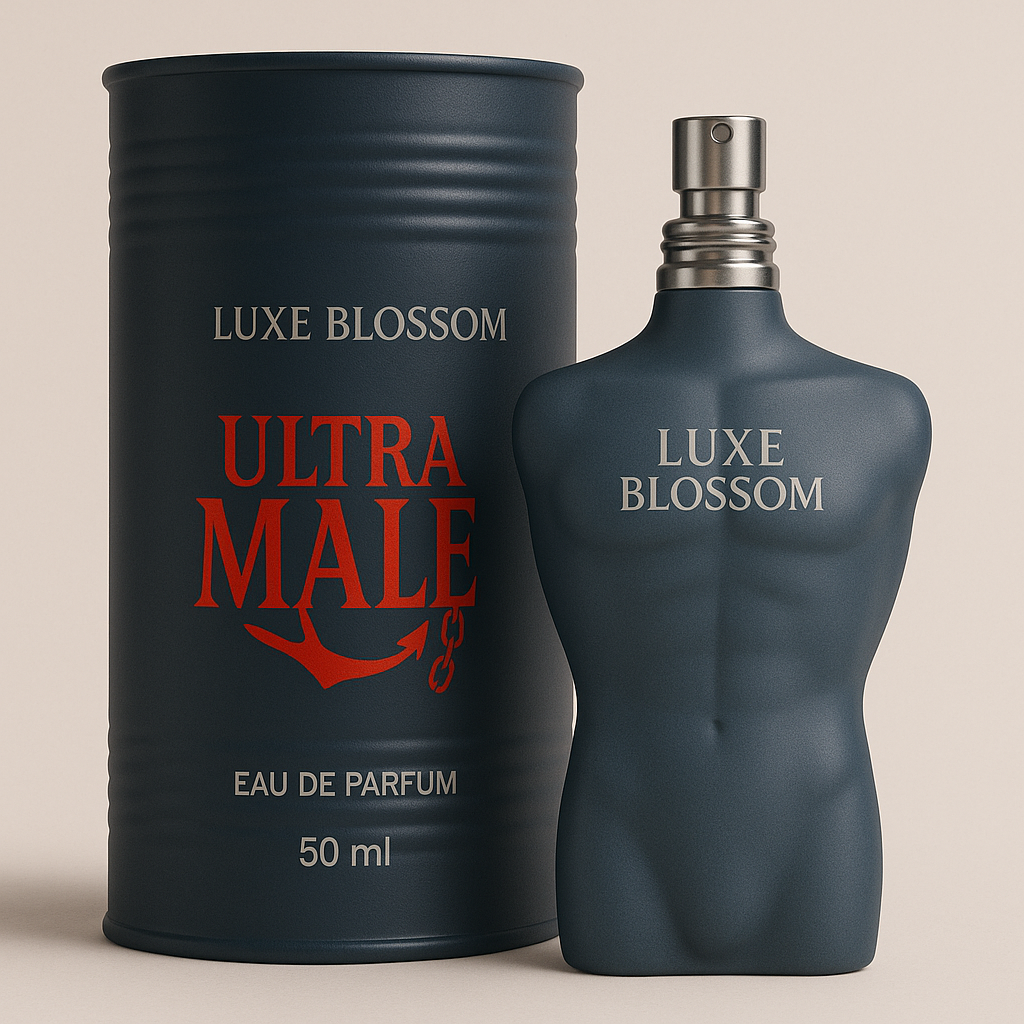 LUXE BLOSSOM
ULTRA
MALE
EAU DE PARFUM
50 ml
LUXE
BLOSSOM